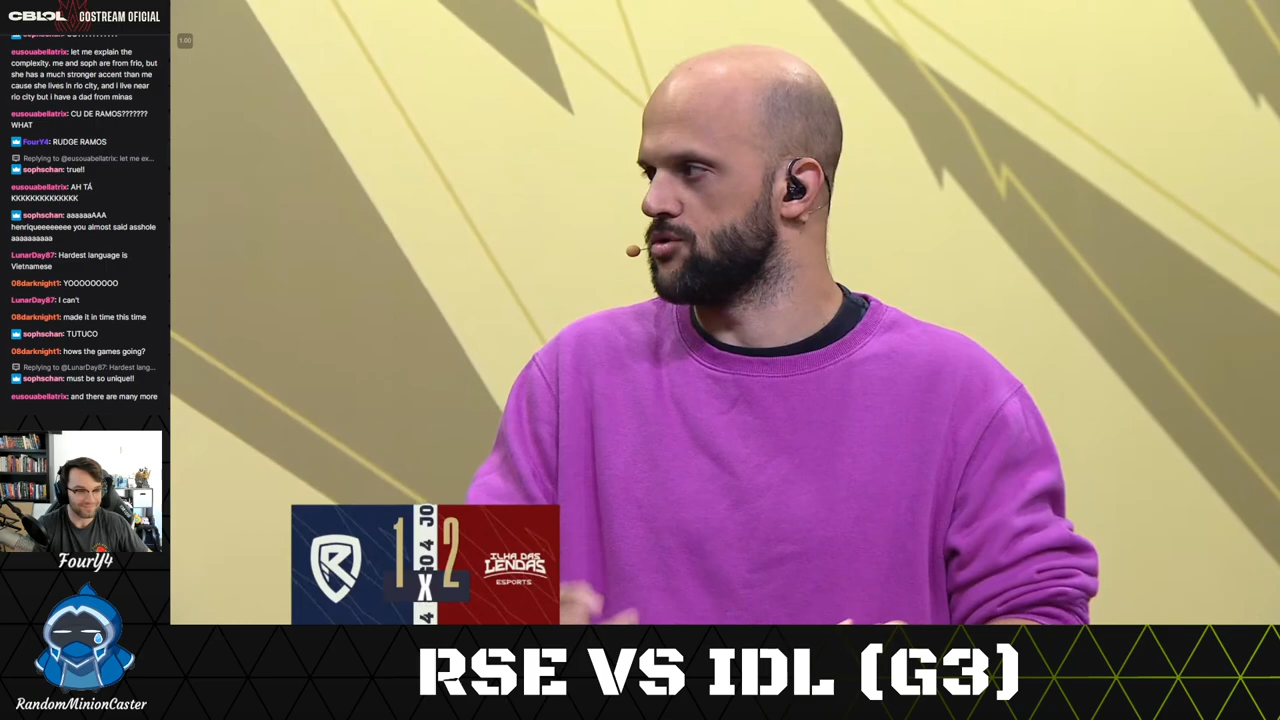 CBLOL COSTREAM OFICIAL
eusouabellatrix: let me explain the
complexity. me and soph are from frio, but
she has a much stronger accent than me
cause she lives in rio city, and i live near
rio city but i have a dad from minas
eusouabellatrix: CU DE RAMOS???????
WHAT
FourY4: RUDGE RAMOS
Replying to @eusouabellatrix: let me ex...
sophschan: true!!
eusouabellatrix: AH TÁ
KKKKKKKKKKKKKK
sophschan: aaaaaaAAA
henriqueeeeeeee you almost said asshole
aaaaaaaaaa
LunarDay87: Hardest language is
Vietnamese
08darknight1: YOOOOOOOOO
LunarDay87: I can't
08darknight1: made it in time this time
sophschan: TUTUCO
08darknight1: hows the games going?
Replying to @LunarDay87: Hardest lang...
sophschan: must be so unique!!
eusouabellatrix: and there are many more
1.00
FourY4
RandomMinionCaster
R
1 X 2
ILHA DAS
LENDAS
ESPORTS
RSE VS IDL (G3)